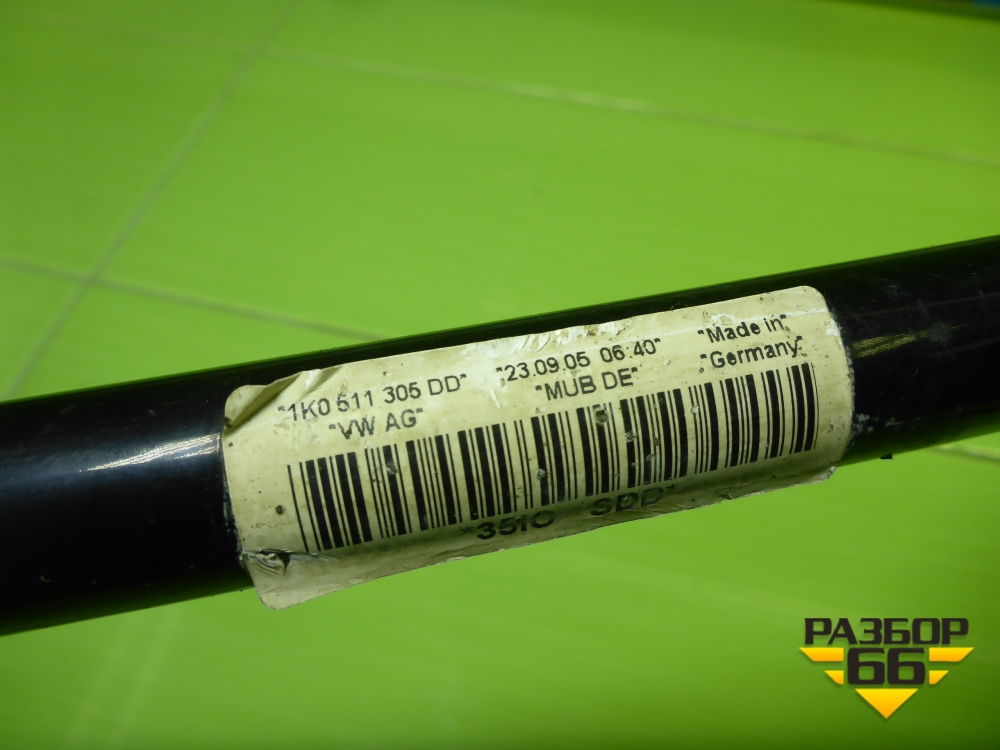 "1K0 511 305 DD" "23.09.05 06:40" "Made in"
"VW AG" "MUB DE" "Germany"
"35IC SDD"
РАЗБОР
66